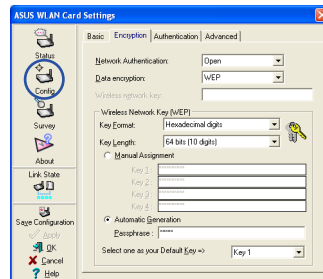 ASUS WLAN Card Settings
Status
Config
Survey
About
Link State
Save Configuration
Apply
OK
Cancel
Help
Basic Encryption Authentication Advanced
Network Authentication: Open
Data encryption: WEP
Wireless network key:
Wireless Network Key (WEP)
Key Format: Hexadecimal digits
Key Length: 64 bits (10 digits)
Manual Assignment
Key 1:
Key 2:
Key 3:
Key 4:
Automatic Generation
Passphrase: *****
Select one as your Default Key => Key 1